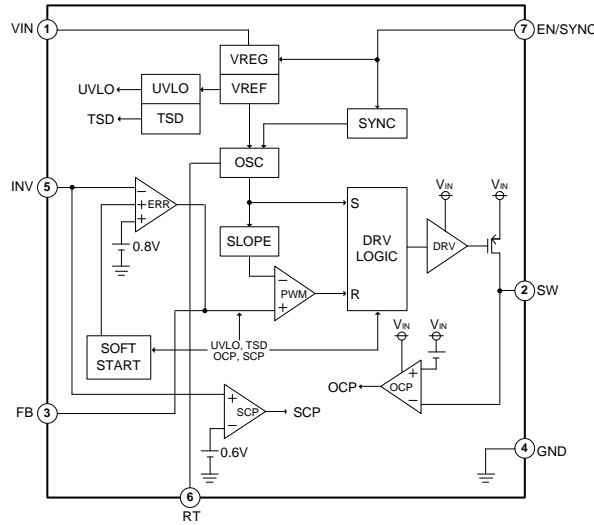 VIN
1
7
EN/SYNC
VREG
UVLO
UVLO
VREF
TSD
TSD
SYNC
OSC
5
INV
−
+
+
ERR
0.8V
VIN
VIN
S
DRV
LOGIC
R
DRV
SLOPE
−
+
PWM
2
SW
UVLO, TSD
OCP, SCP
SOFT
START
VIN
VIN
OCP
OCP
+
−
FB
3
+
−
SCP
SCP
0.6V
4
GND
6
RT